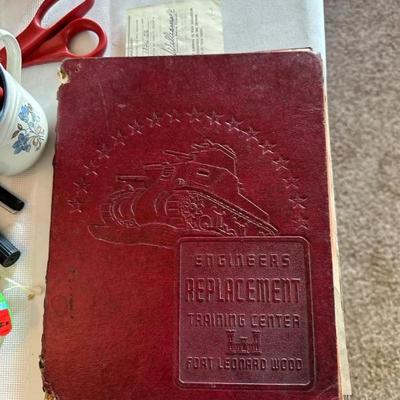 ENGINEERS
REPLACEMENT
TRAINING CENTER
FORT LEONARD WOOD